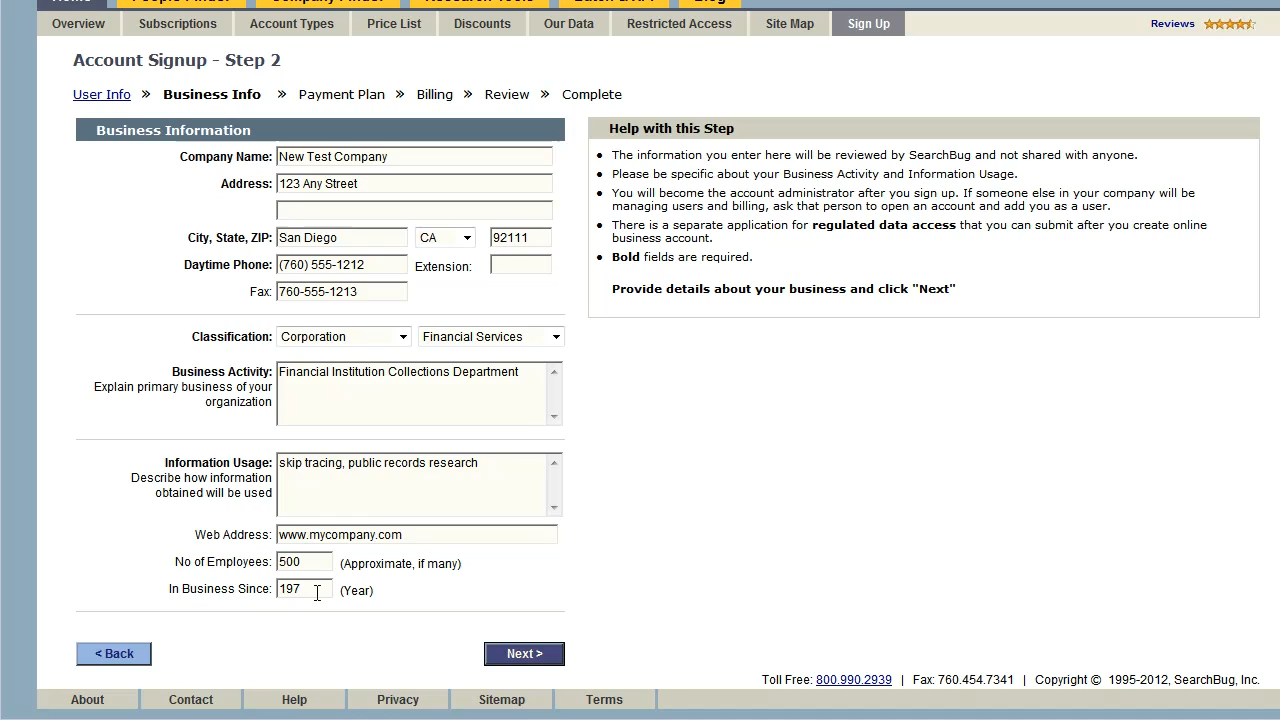 Overview Subscriptions Account Types Price List Discounts Our Data Restricted Access Site Map Sign Up Reviews
Account Signup - Step 2
User Info » Business Info » Payment Plan » Billing » Review » Complete
Business Information
Company Name: New Test Company
Address: 123 Any Street
City, State, ZIP: San Diego CA 92111
Daytime Phone: (760) 555-1212 Extension:
Fax: 760-555-1213
Classification: Corporation Financial Services
Business Activity: Financial Institution Collections Department
Explain primary business of your
organization
Information Usage: skip tracing, public records research
Describe how information
obtained will be used
Web Address: www.mycompany.com
No of Employees: 500 (Approximate, if many)
In Business Since: 197 (Year)
< Back Next >
Help with this Step
• The information you enter here will be reviewed by SearchBug and not shared with anyone.
• Please be specific about your Business Activity and Information Usage.
• You will become the account administrator after you sign up. If someone else in your company will be
managing users and billing, ask that person to open an account and add you as a user.
• There is a separate application for regulated data access that you can submit after you create online
business account.
• Bold fields are required.
Provide details about your business and click "Next"
Toll Free: 800.990.2939 | Fax: 760.454.7341 | Copyright © 1995-2012, SearchBug, Inc.
About Contact Help Privacy Sitemap Terms